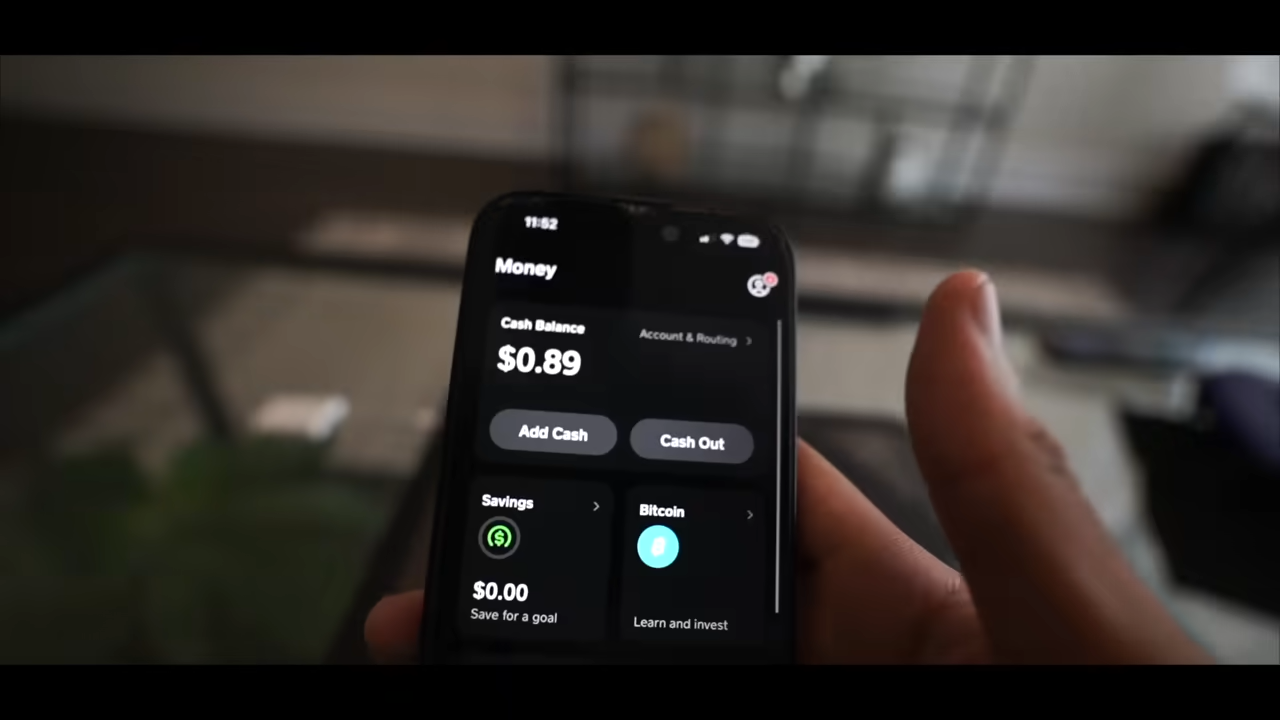 11:52
Money
Cash Balance
Account & Routing
$0.89
Add Cash
Cash Out
Savings
Bitcoin
$0.00
Save for a goal
Learn and invest